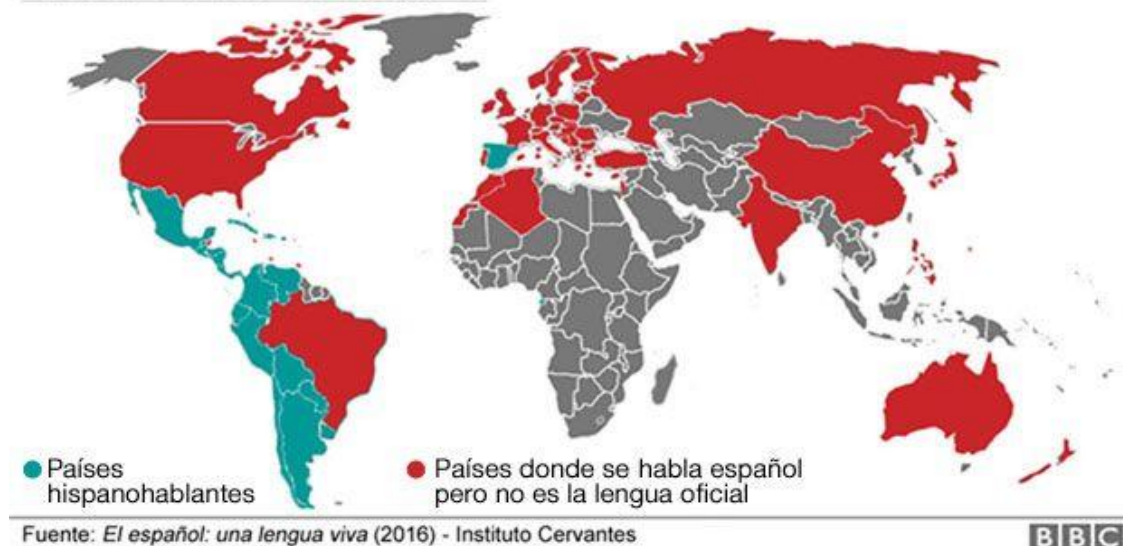 Países
hispanohablantes
Países donde se habla español
pero no es la lengua oficial
Fuente: El español: una lengua viva (2016) - Instituto Cervantes
BBC